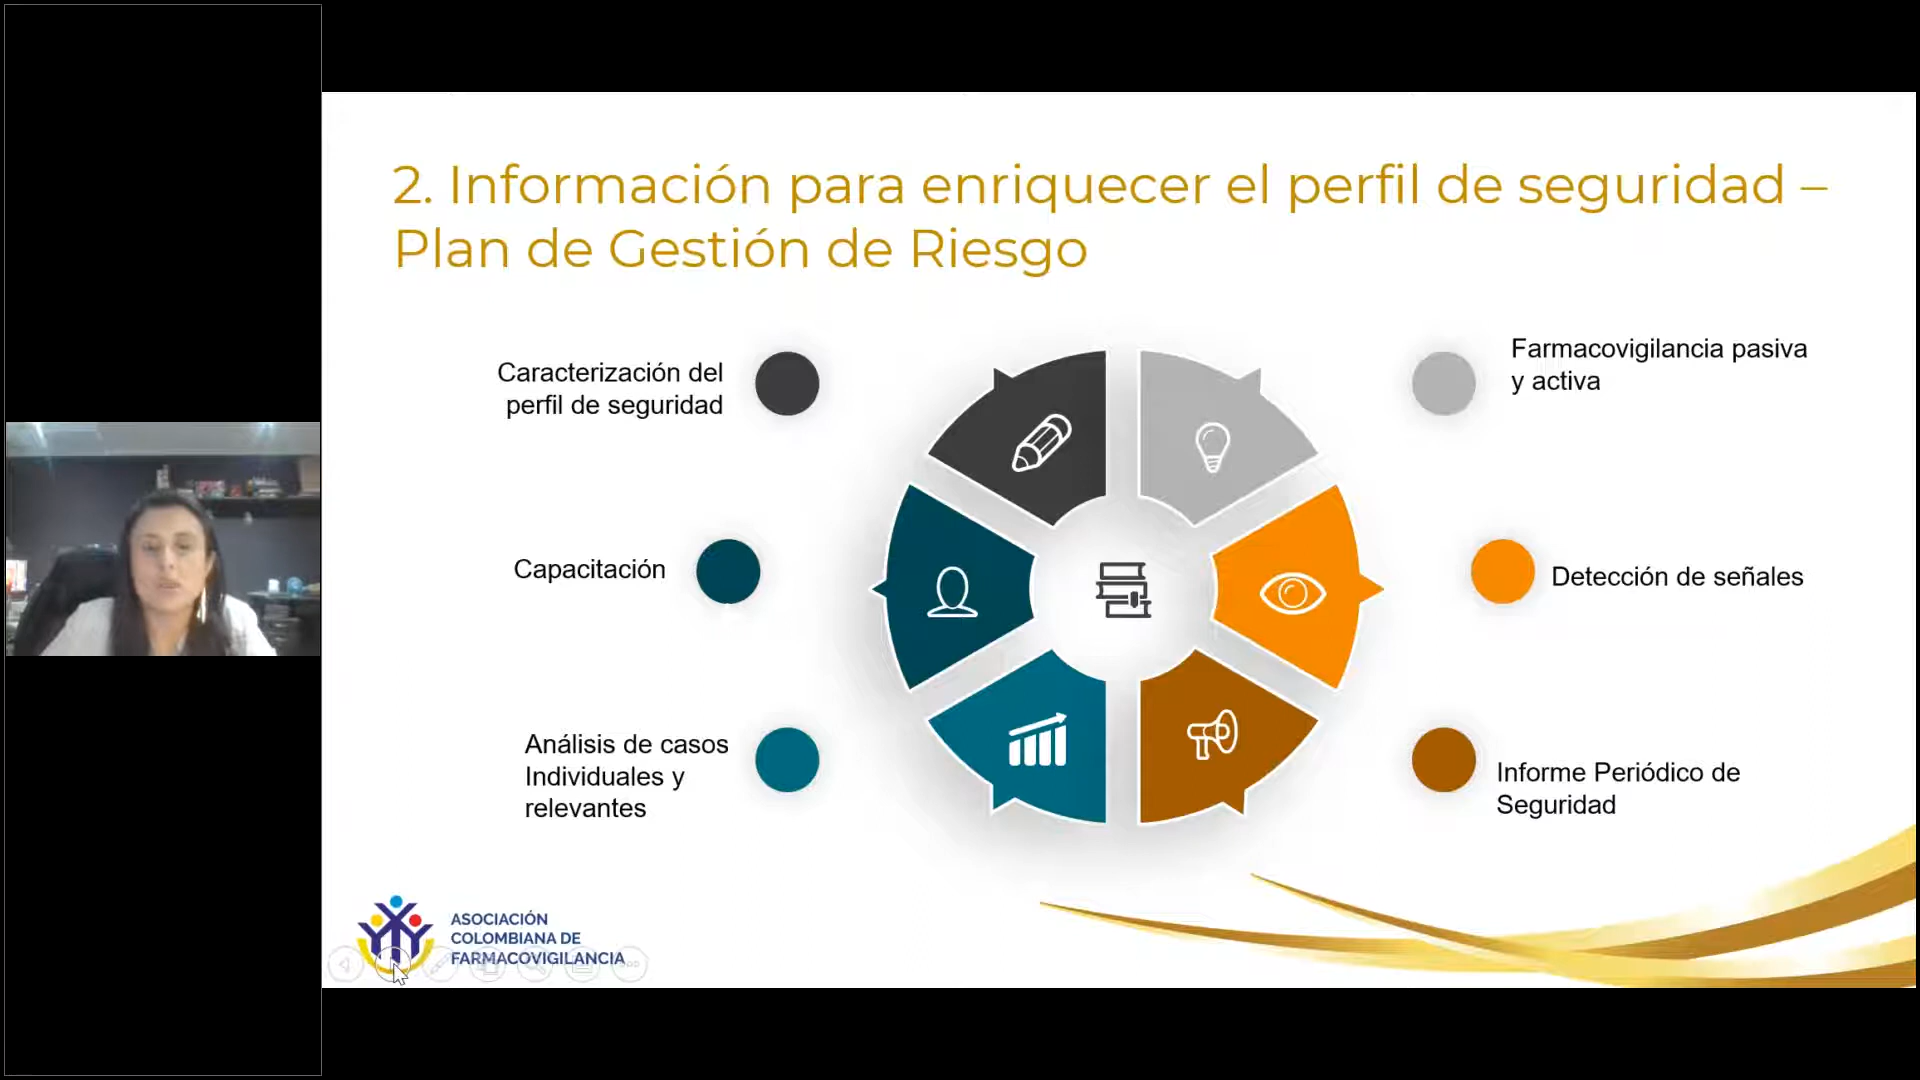 2. Información para enriquecer el perfil de seguridad –
Plan de Gestión de Riesgo
Caracterización del
perfil de seguridad
Farmacovigilancia pasiva
y activa
Capacitación
Detección de señales
Análisis de casos
Individuales y
relevantes
Informe Periódico de
Seguridad
ASOCIACIÓN
COLOMBIANA DE
FARMACOVIGILANCIA